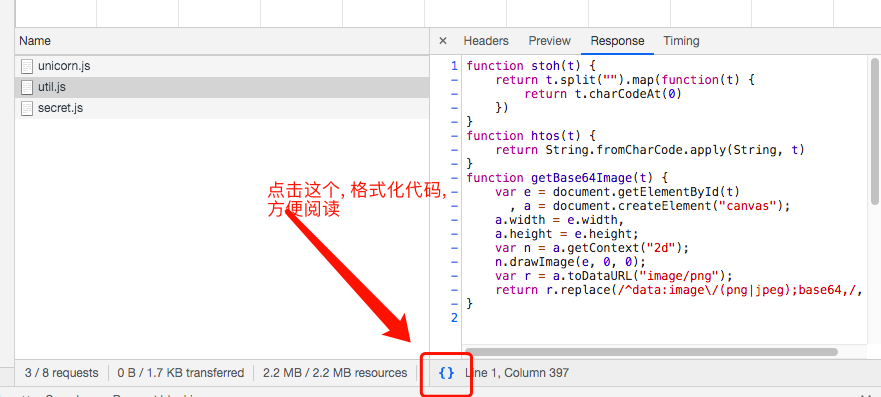 Name
× Headers Preview Response Timing
unicorn.js
util.js
secret.js
1 function stoh(t) {
- return t.split("").map(function(t) {
- return t.charCodeAt(0)
- })
- }
- function htos(t) {
- return String.fromCharCode.apply(String, t)
- }
- function getBase64Image(t) {
- var e = document.getElementById(t)
- , a = document.createElement("canvas");
- a.width = e.width,
- a.height = e.height;
- var n = a.getContext("2d");
- n.drawImage(e, 0, 0);
- var r = a.toDataURL("image/png");
- return r.replace(/^data:image\/(png|jpeg);base64,/,
- }
2
点击这个, 格式化代码,
方便阅读
3 / 8 requests 0 B / 1.7 KB transferred 2.2 MB / 2.2 MB resources
{} Line 1, Column 397